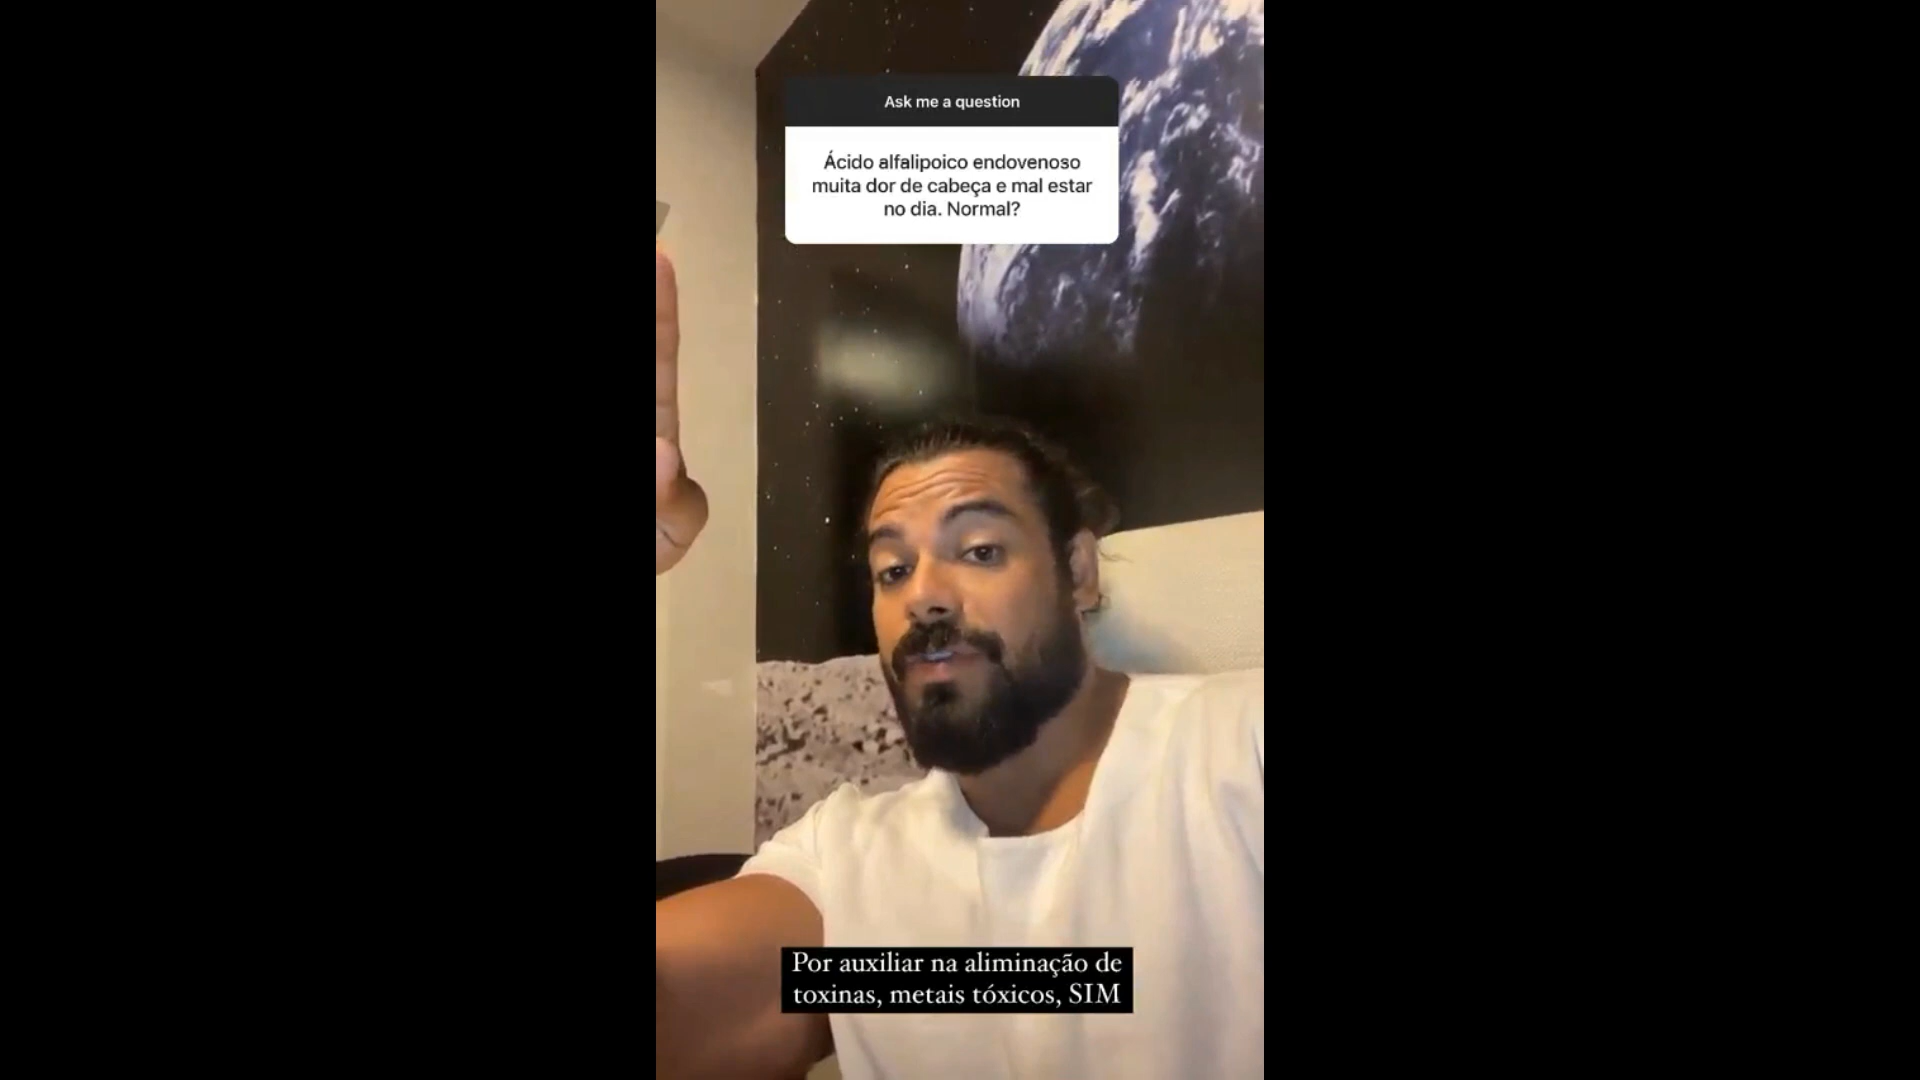 Ask me a question
Ácido alfalipoico endovenoso
muita dor de cabeça e mal estar
no dia. Normal?
Por auxiliar na aliminação de
toxinas, metais tóxicos, SIM